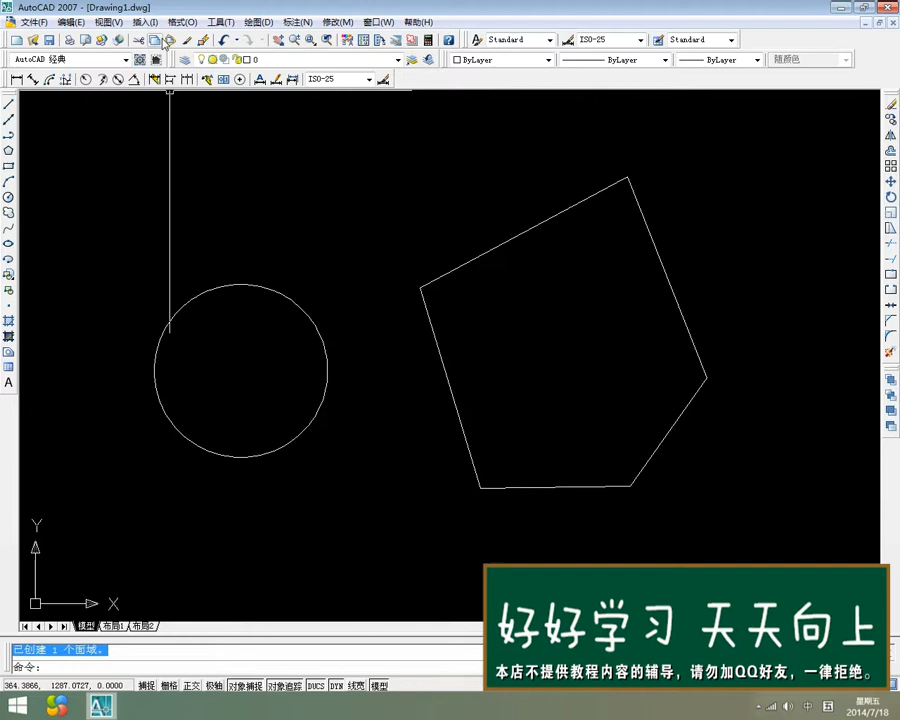 AutoCAD 2007 - [Drawing1.dwg]
文件(F) 编辑(E) 视图(V) 插入(I) 格式(O) 工具(T) 绘图(D) 标注(N) 修改(M) 窗口(W) 帮助(H)
Standard ISO-25 Standard
AutoCAD 经典 0 ByLayer ByLayer ByLayer 随颜色
ISO-25
A
Y
X
模型 布局1 布局2
好好学习 天天向上
本店不提供教程内容的辅导，请勿加QQ好友，一律拒绝。
已创建 1 个面域。
命令:
364.3866, 1287.0727, 0.0000 捕捉 栅格 正交 极轴 对象捕捉 对象追踪 DUCS DYN 线宽 模型
中 五 星期五
2014/7/18